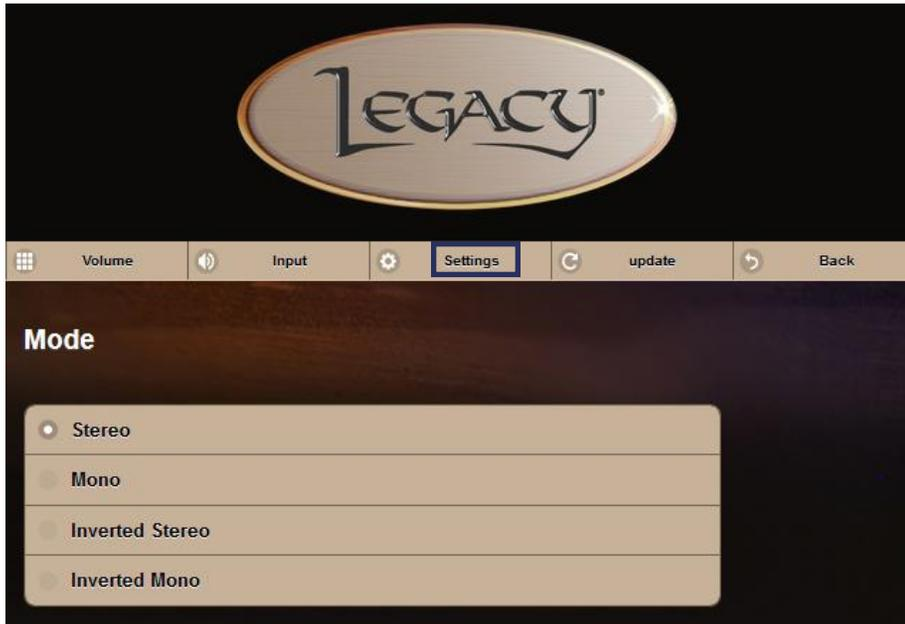 LEGACY®
Volume Input Settings update Back
Mode
Stereo
Mono
Inverted Stereo
Inverted Mono